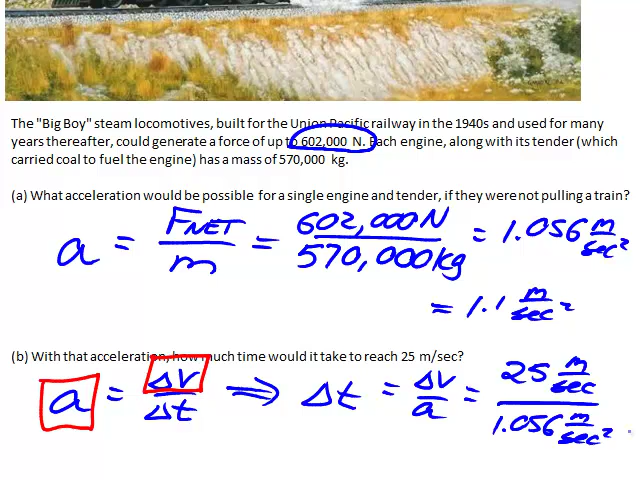 The "Big Boy" steam locomotives, built for the Union Pacific railway in the 1940s and used for many
years thereafter, could generate a force of up to 602,000 N. Each engine, along with its tender (which
carried coal to fuel the engine) has a mass of 570,000 kg.
(a) What acceleration would be possible for a single engine and tender, if they were not pulling a train?
a = FNET/m = 602,000N/570,000kg = 1.056 m/sec²
= 1.1 m/sec²
(b) With that acceleration, how much time would it take to reach 25 m/sec?
a = ΔV/Δt ⟹ Δt = ΔV/a = 25 m/sec / 1.056 m/sec²